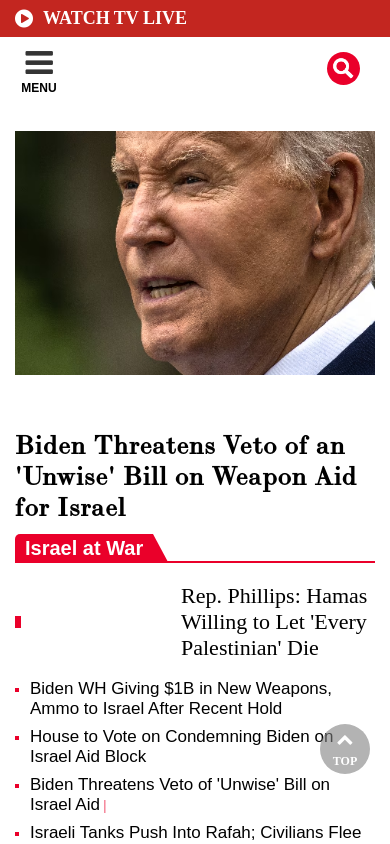 WATCH TV LIVE
MENU
Biden Threatens Veto of an
'Unwise' Bill on Weapon Aid
for Israel
Israel at War
Rep. Phillips: Hamas
Willing to Let 'Every
Palestinian' Die
Biden WH Giving $1B in New Weapons,
Ammo to Israel After Recent Hold
House to Vote on Condemning Biden on
Israel Aid Block
Biden Threatens Veto of 'Unwise' Bill on
Israel Aid |
TOP
Israeli Tanks Push Into Rafah; Civilians Flee